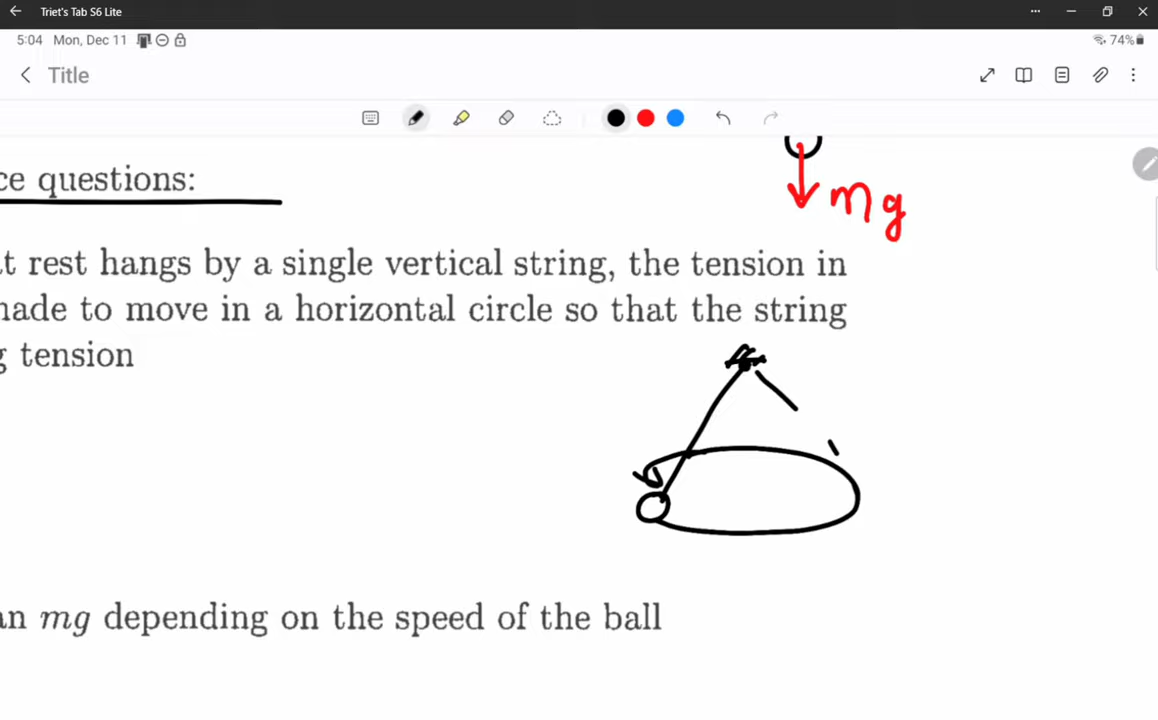 Triet's Tab S6 Lite
5:04 Mon, Dec 11 74%
Title
ce questions:
mg
t rest hangs by a single vertical string, the tension in
nade to move in a horizontal circle so that the string
g tension
an mg depending on the speed of the ball